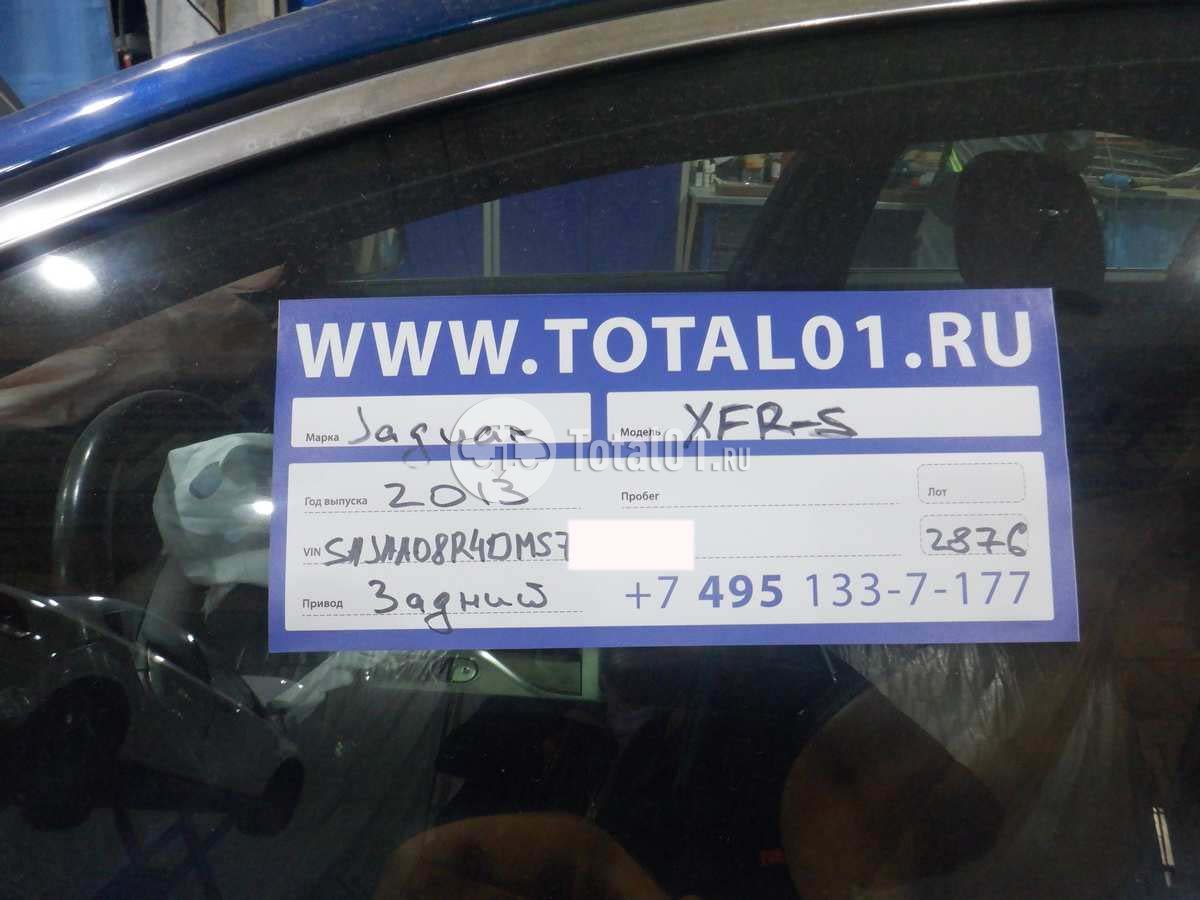 WWW.TOTAL01.RU
Марка Jaguar Модель XFR-S
Total01.RU
Год выпуска 2013 Пробег Лот
VIN SAJAA08R4DMS7 2876
Привод Задний +7 495 133-7-177